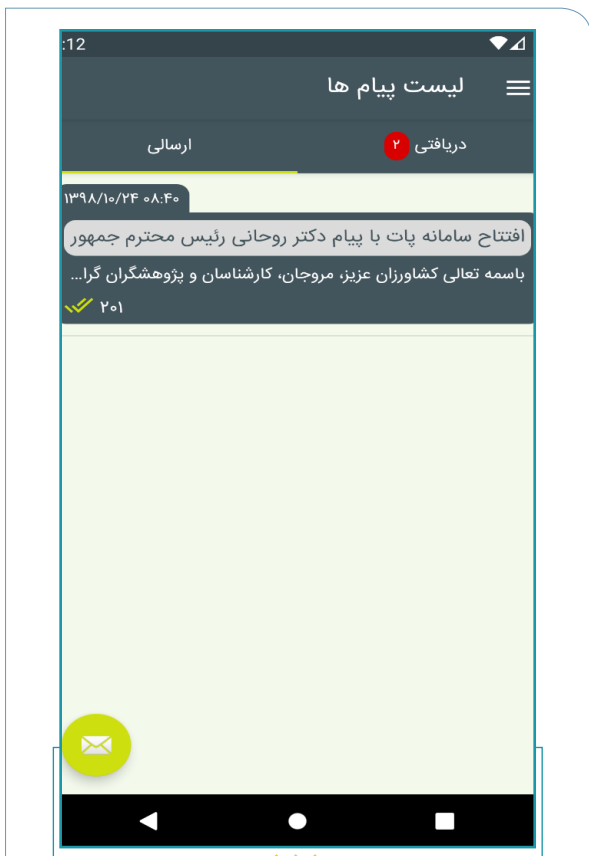 :12
لیست پیام ها
دریافتی ۲
ارسالی
۱۳۹۸/۱۰/۲۴ ۰۸:۴۰
افتتاح سامانه پات با پیام دکتر روحانی رئیس محترم جمهور
باسمه تعالی کشاورزان عزیز، مروجان، کارشناسان و پژوهشگران گرا...
۲۰۱